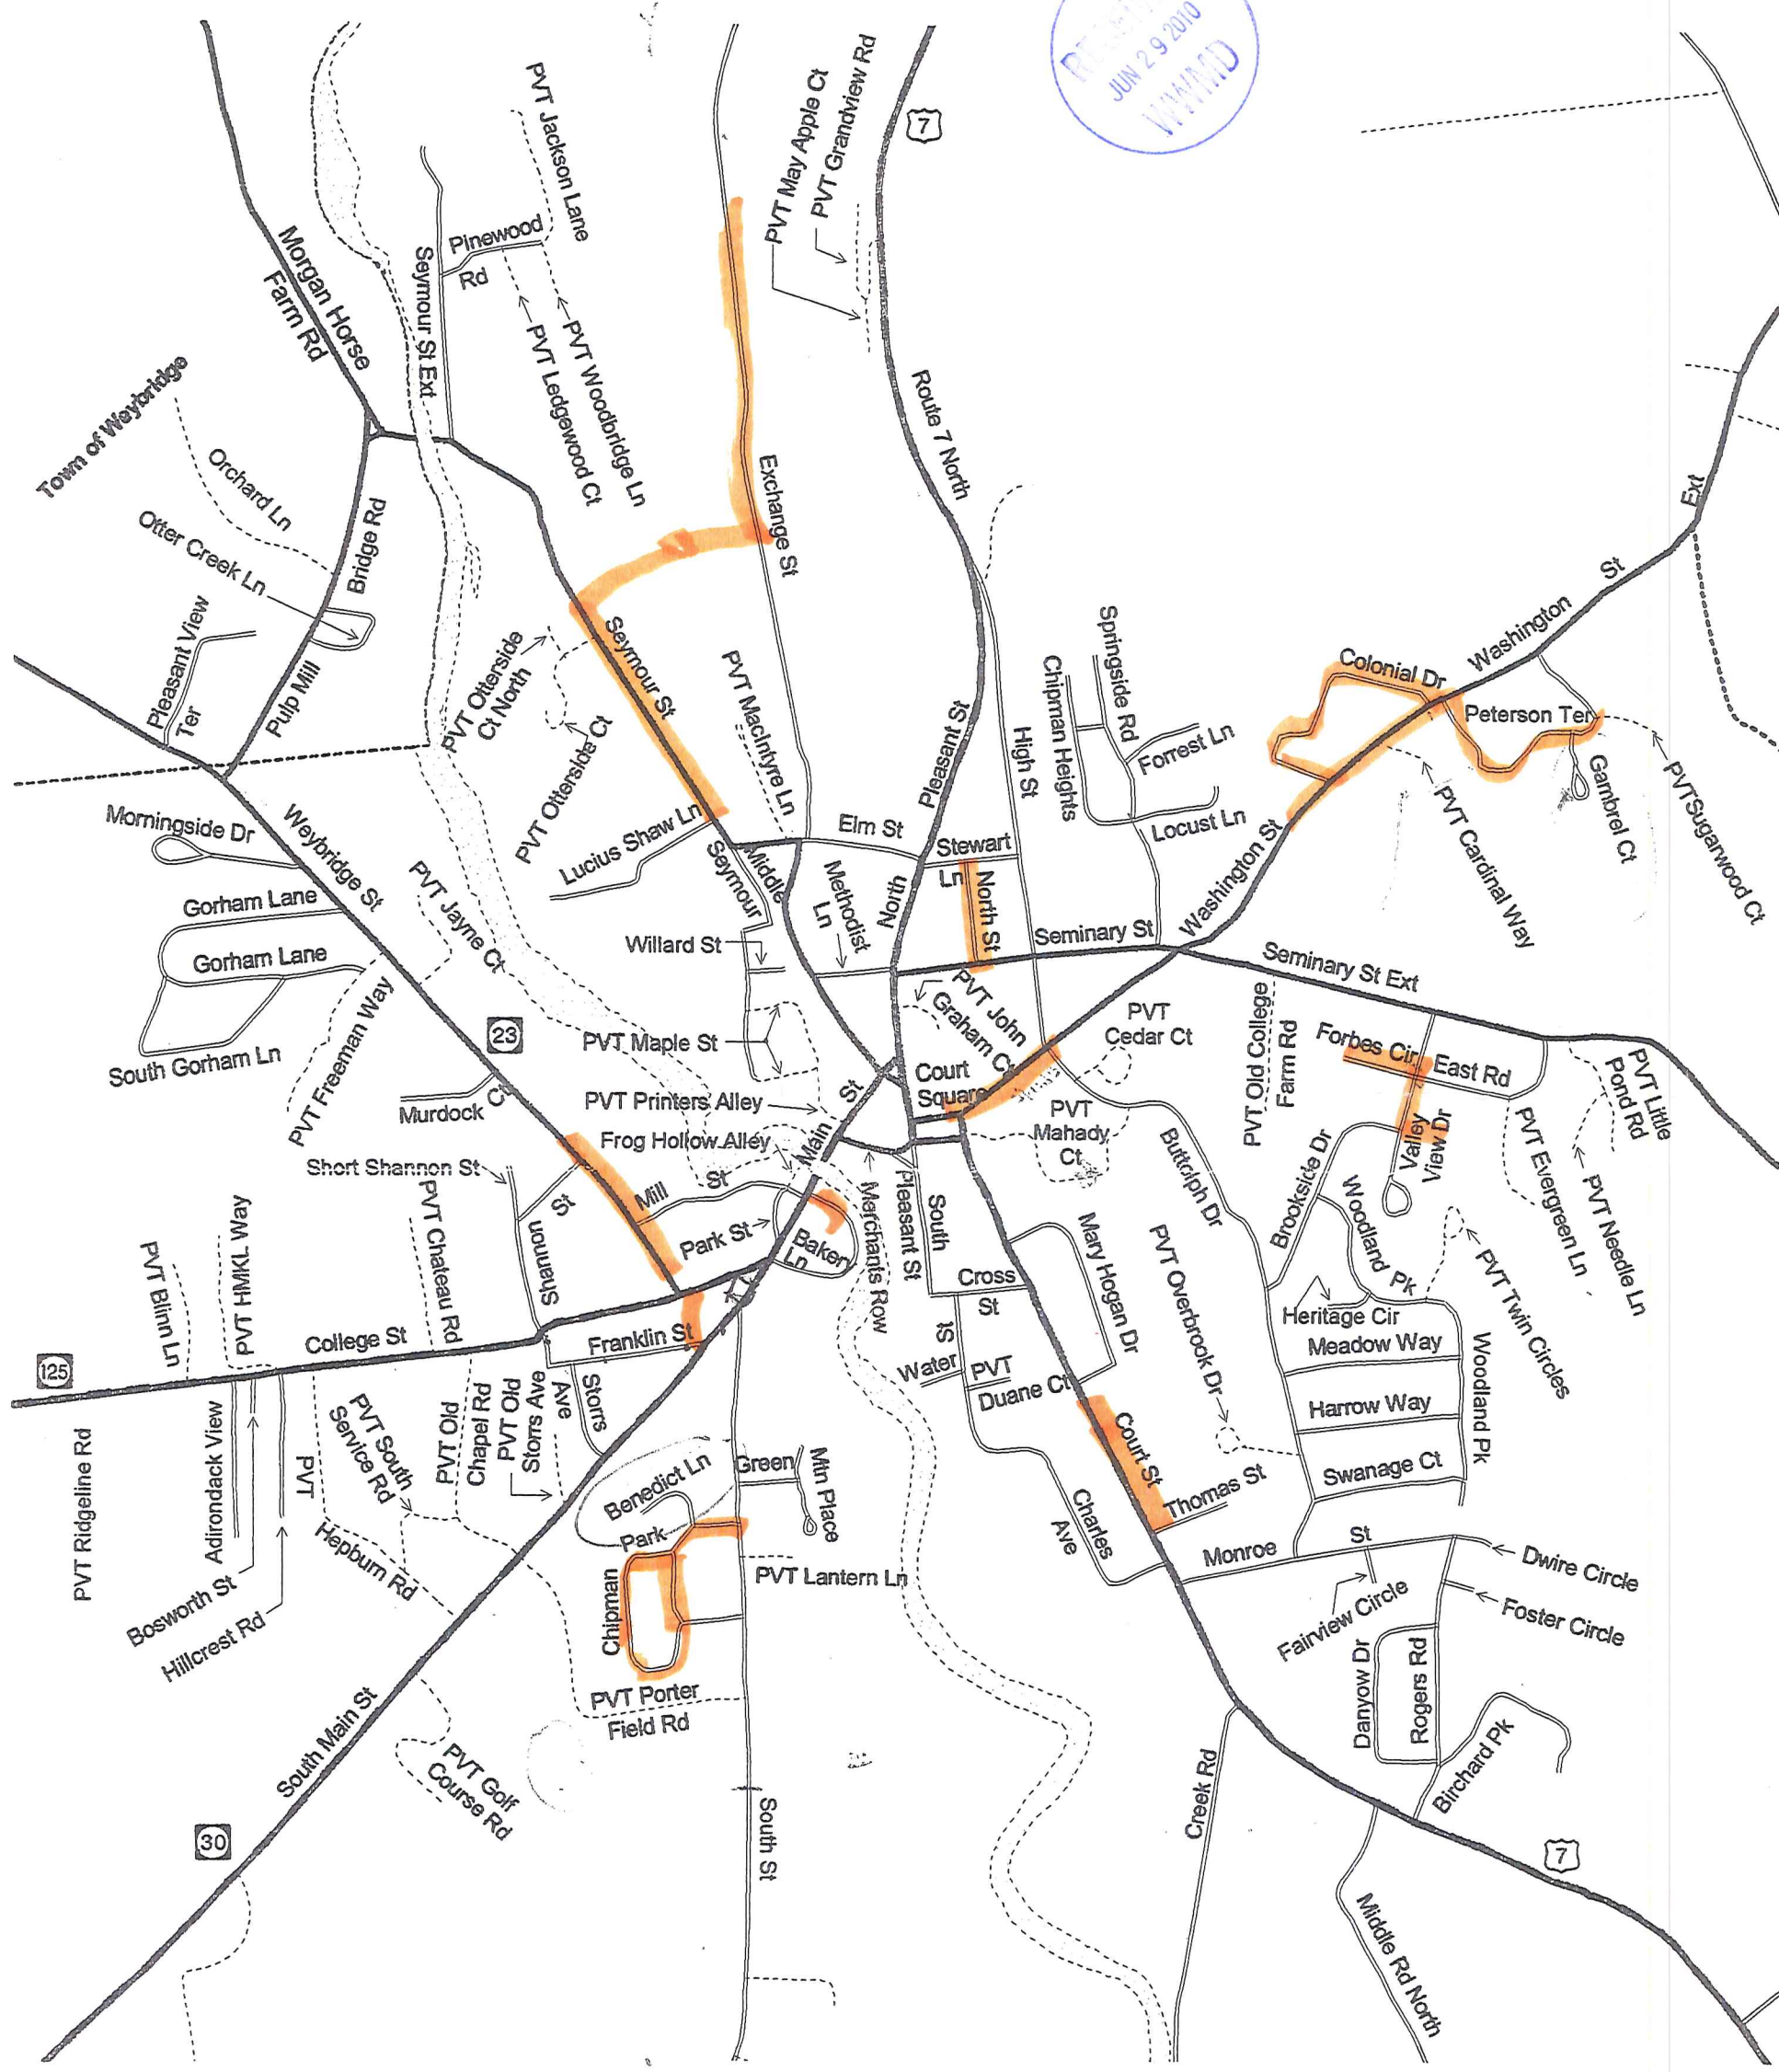 JUN 29 2010
WWMD
7
PVT Jackson Lane
PVT May Apple Ct
PVT Grandview Rd
Pinewood
Rd
Seymour St Ext
Morgan Horse
Farm Rd
PVT Woodbridge Ln
PVT Ledgewood Ct
Town of Weybridge
Orchard Ln
Otter Creek Ln
Bridge Rd
Pulp Mill
Pleasant View
Ter
Exchange St
Route 7 North
Ext
St
Washington
Colonial Dr
Peterson Ter
Gambrel Ct
PVTSugarwood Ct
PVT Cardinal Way
Washington St
Springside Rd
Chipman Heights
Forrest Ln
Locust Ln
High St
Pleasant St
North
PVT Otterside
Ct North
PVT Otterside Ct
Seymour St
PVT MacIntyre Ln
Elm St
Stewart
Ln
North St
Lucius Shaw Ln
Seymour
Middle
Methodist
Ln
Willard St
Seminary St
Seminary St Ext
Morningside Dr
Weybridge St
Gorham Lane
Gorham Lane
South Gorham Ln
PVT Jayne Ct
PVT Freeman Way
23
Murdock
Ct
PVT Maple St
PVT John
Graham Ct
PVT
Cedar Ct
PVT Old College
Farm Rd
Forbes Cir
East Rd
PVT Little
Pond Rd
Court
Square
PVT Printers Alley
Frog Hollow Alley
Main
St
PVT
Mahady
Ct
Buttolph Dr
Brookside Dr
Valley
View Dr
PVT Evergreen Ln
PVT Needle Ln
Short Shannon St
Shannon
St
Mill
St
Park St
Bakery
Ln
Merchants Row
Pleasant St
South
Mary Hogan Dr
PVT Overbrook Dr
Woodland Pk
PVT Twin Circles
PVT Blinn Ln
PVT HMKL Way
PVT Chateau Rd
College St
Franklin St
Cross
St
Heritage Cir
Meadow Way
Woodland Pk
125
Water
St
PVT
Duane Ct
Harrow Way
Swanage Ct
Court St
Thomas St
Storrs
Ave
PVT Old
Storrs Ave
PVT Old
Chapel Rd
PVT South
Service Rd
PVT
Hepburn Rd
Adirondack View
PVT Ridgeline Rd
Bosworth St
Hillcrest Rd
Benedict Ln
Green
Mtn Place
Park
Chipman
PVT Lantern Ln
Charles
Ave
Monroe
St
Dwire Circle
Foster Circle
Fairview Circle
Danyow Dr
Rogers Rd
Birchard Pk
PVT Porter
Field Rd
South Main St
PVT Golf
Course Rd
30
South St
Creek Rd
7
Middle Rd North